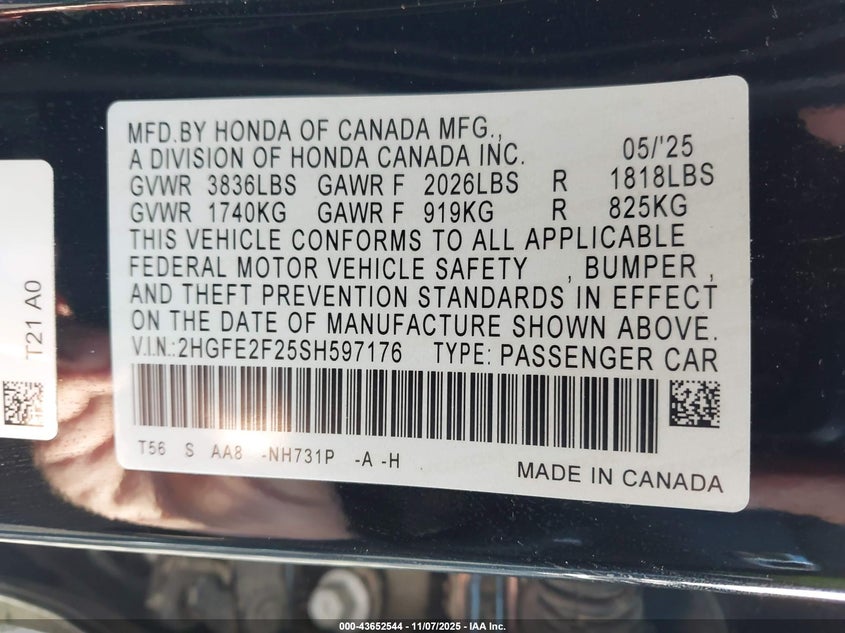 MFD.BY HONDA OF CANADA MFG.,
A DIVISION OF HONDA CANADA INC. 05/'25
GVWR 3836LBS GAWR F 2026LBS R 1818LBS
GVWR 1740KG GAWR F 919KG R 825KG
THIS VEHICLE CONFORMS TO ALL APPLICABLE
FEDERAL MOTOR VEHICLE SAFETY , BUMPER ,
AND THEFT PREVENTION STANDARDS IN EFFECT
ON THE DATE OF MANUFACTURE SHOWN ABOVE.
V.I.N.:2HGFE2F25SH597176 TYPE: PASSENGER CAR
T56 S AA8 -NH731P -A -H
MADE IN CANADA
T21 A0
000-43652544 — 11/07/2025 - IAA Inc.